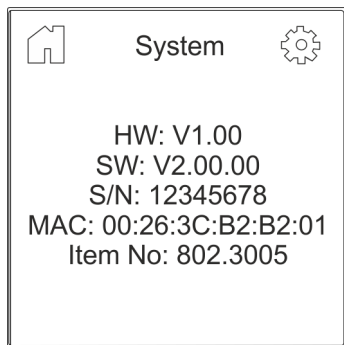 System
HW: V1.00
SW: V2.00.00
S/N: 12345678
MAC: 00:26:3C:B2:B2:01
Item No: 802.3005